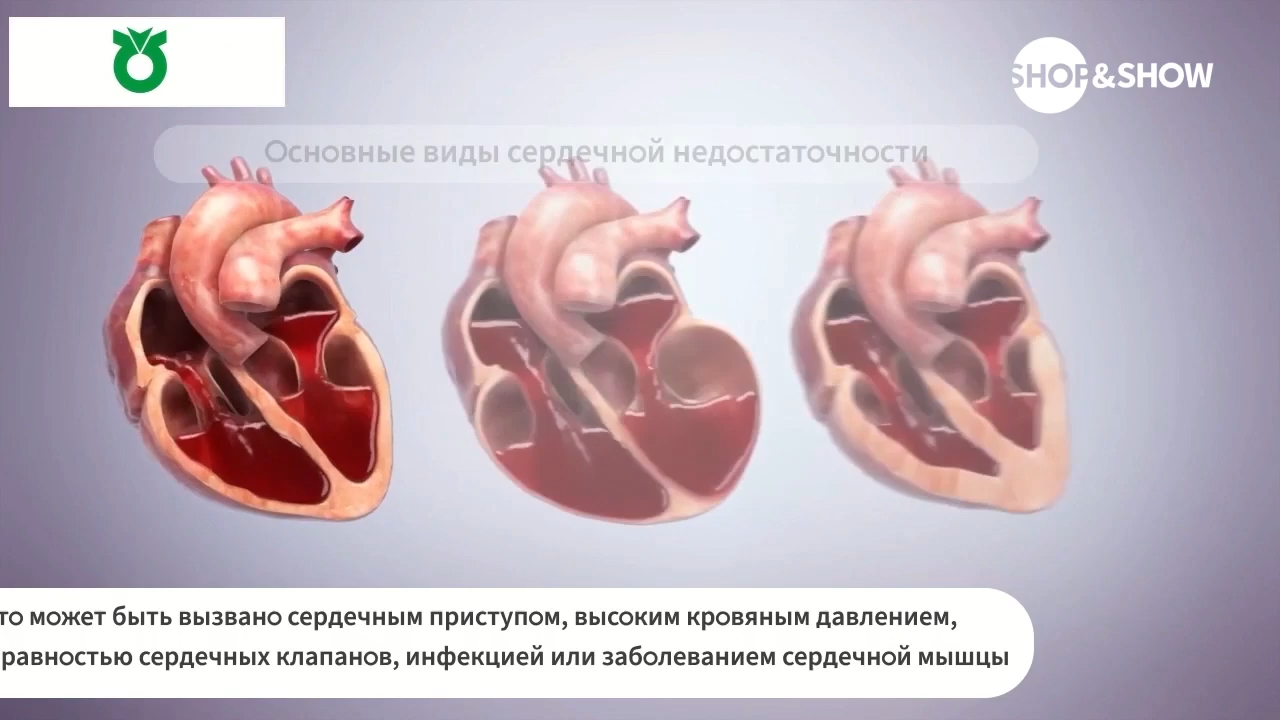 SHOP&SHOW
Основные виды сердечной недостаточности
то может быть вызвано сердечным приступом, высоким кровяным давлением,
равностью сердечных клапанов, инфекцией или заболеванием сердечной мышцы